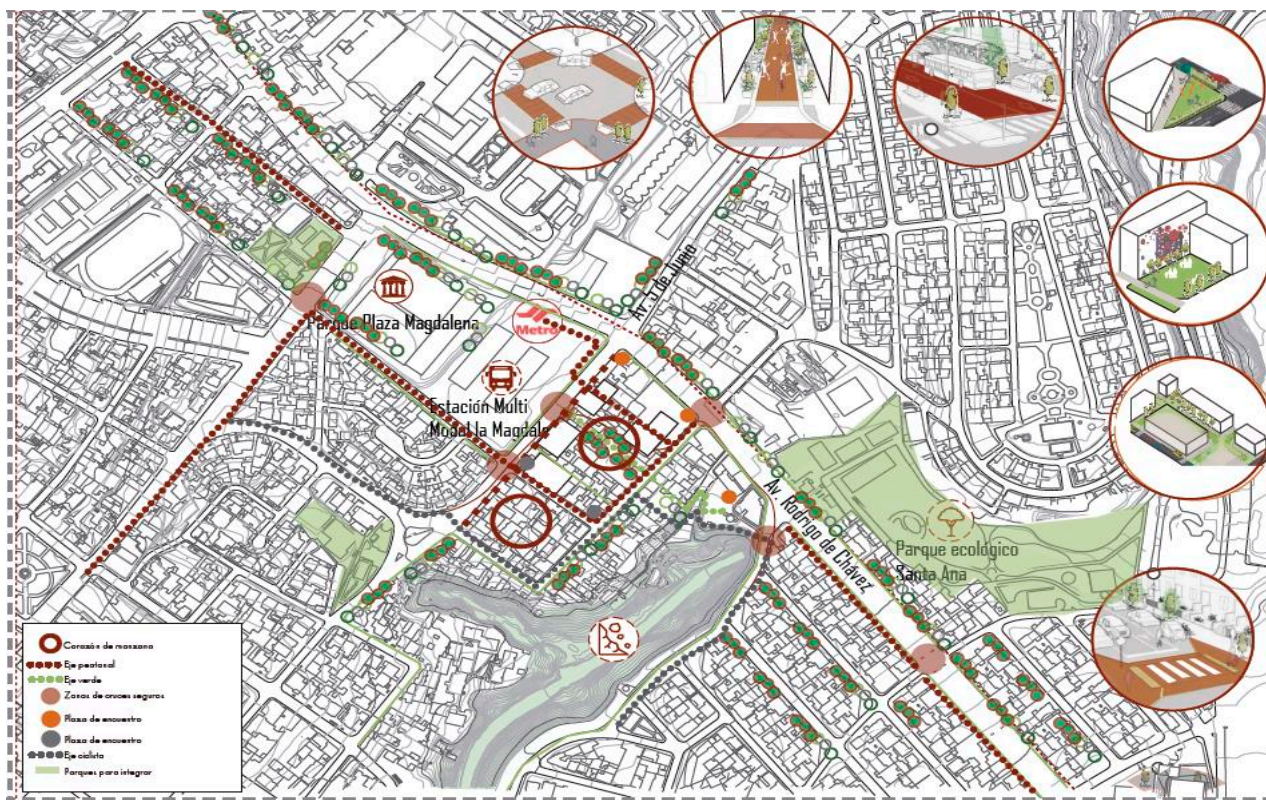 Av. 5 de Junio
Parque Plaza Magdalena
Metro
Estación Multi
Modal la Magdale
Av. Rodrigo de Chávez
Parque ecológico
Santa Ana
Corazón de manzana
Eje peatonal
Eje verde
Zonas de cruces seguros
Plaza de encuentro
Plaza de encuentro
Eje ciclista
Parques para integrar